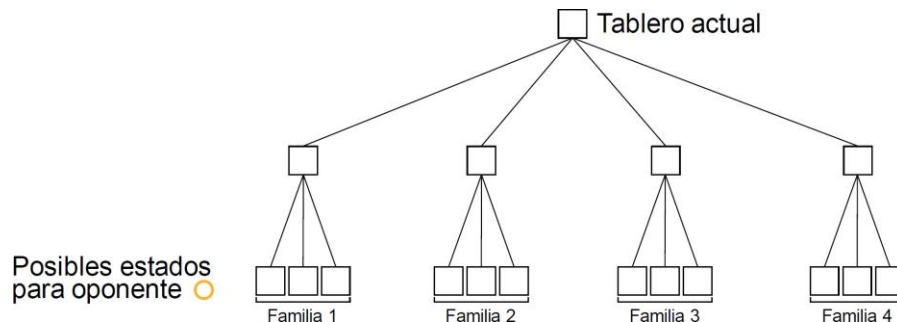 Tablero actual
Posibles estados
para oponente
Familia 1
Familia 2
Familia 3
Familia 4